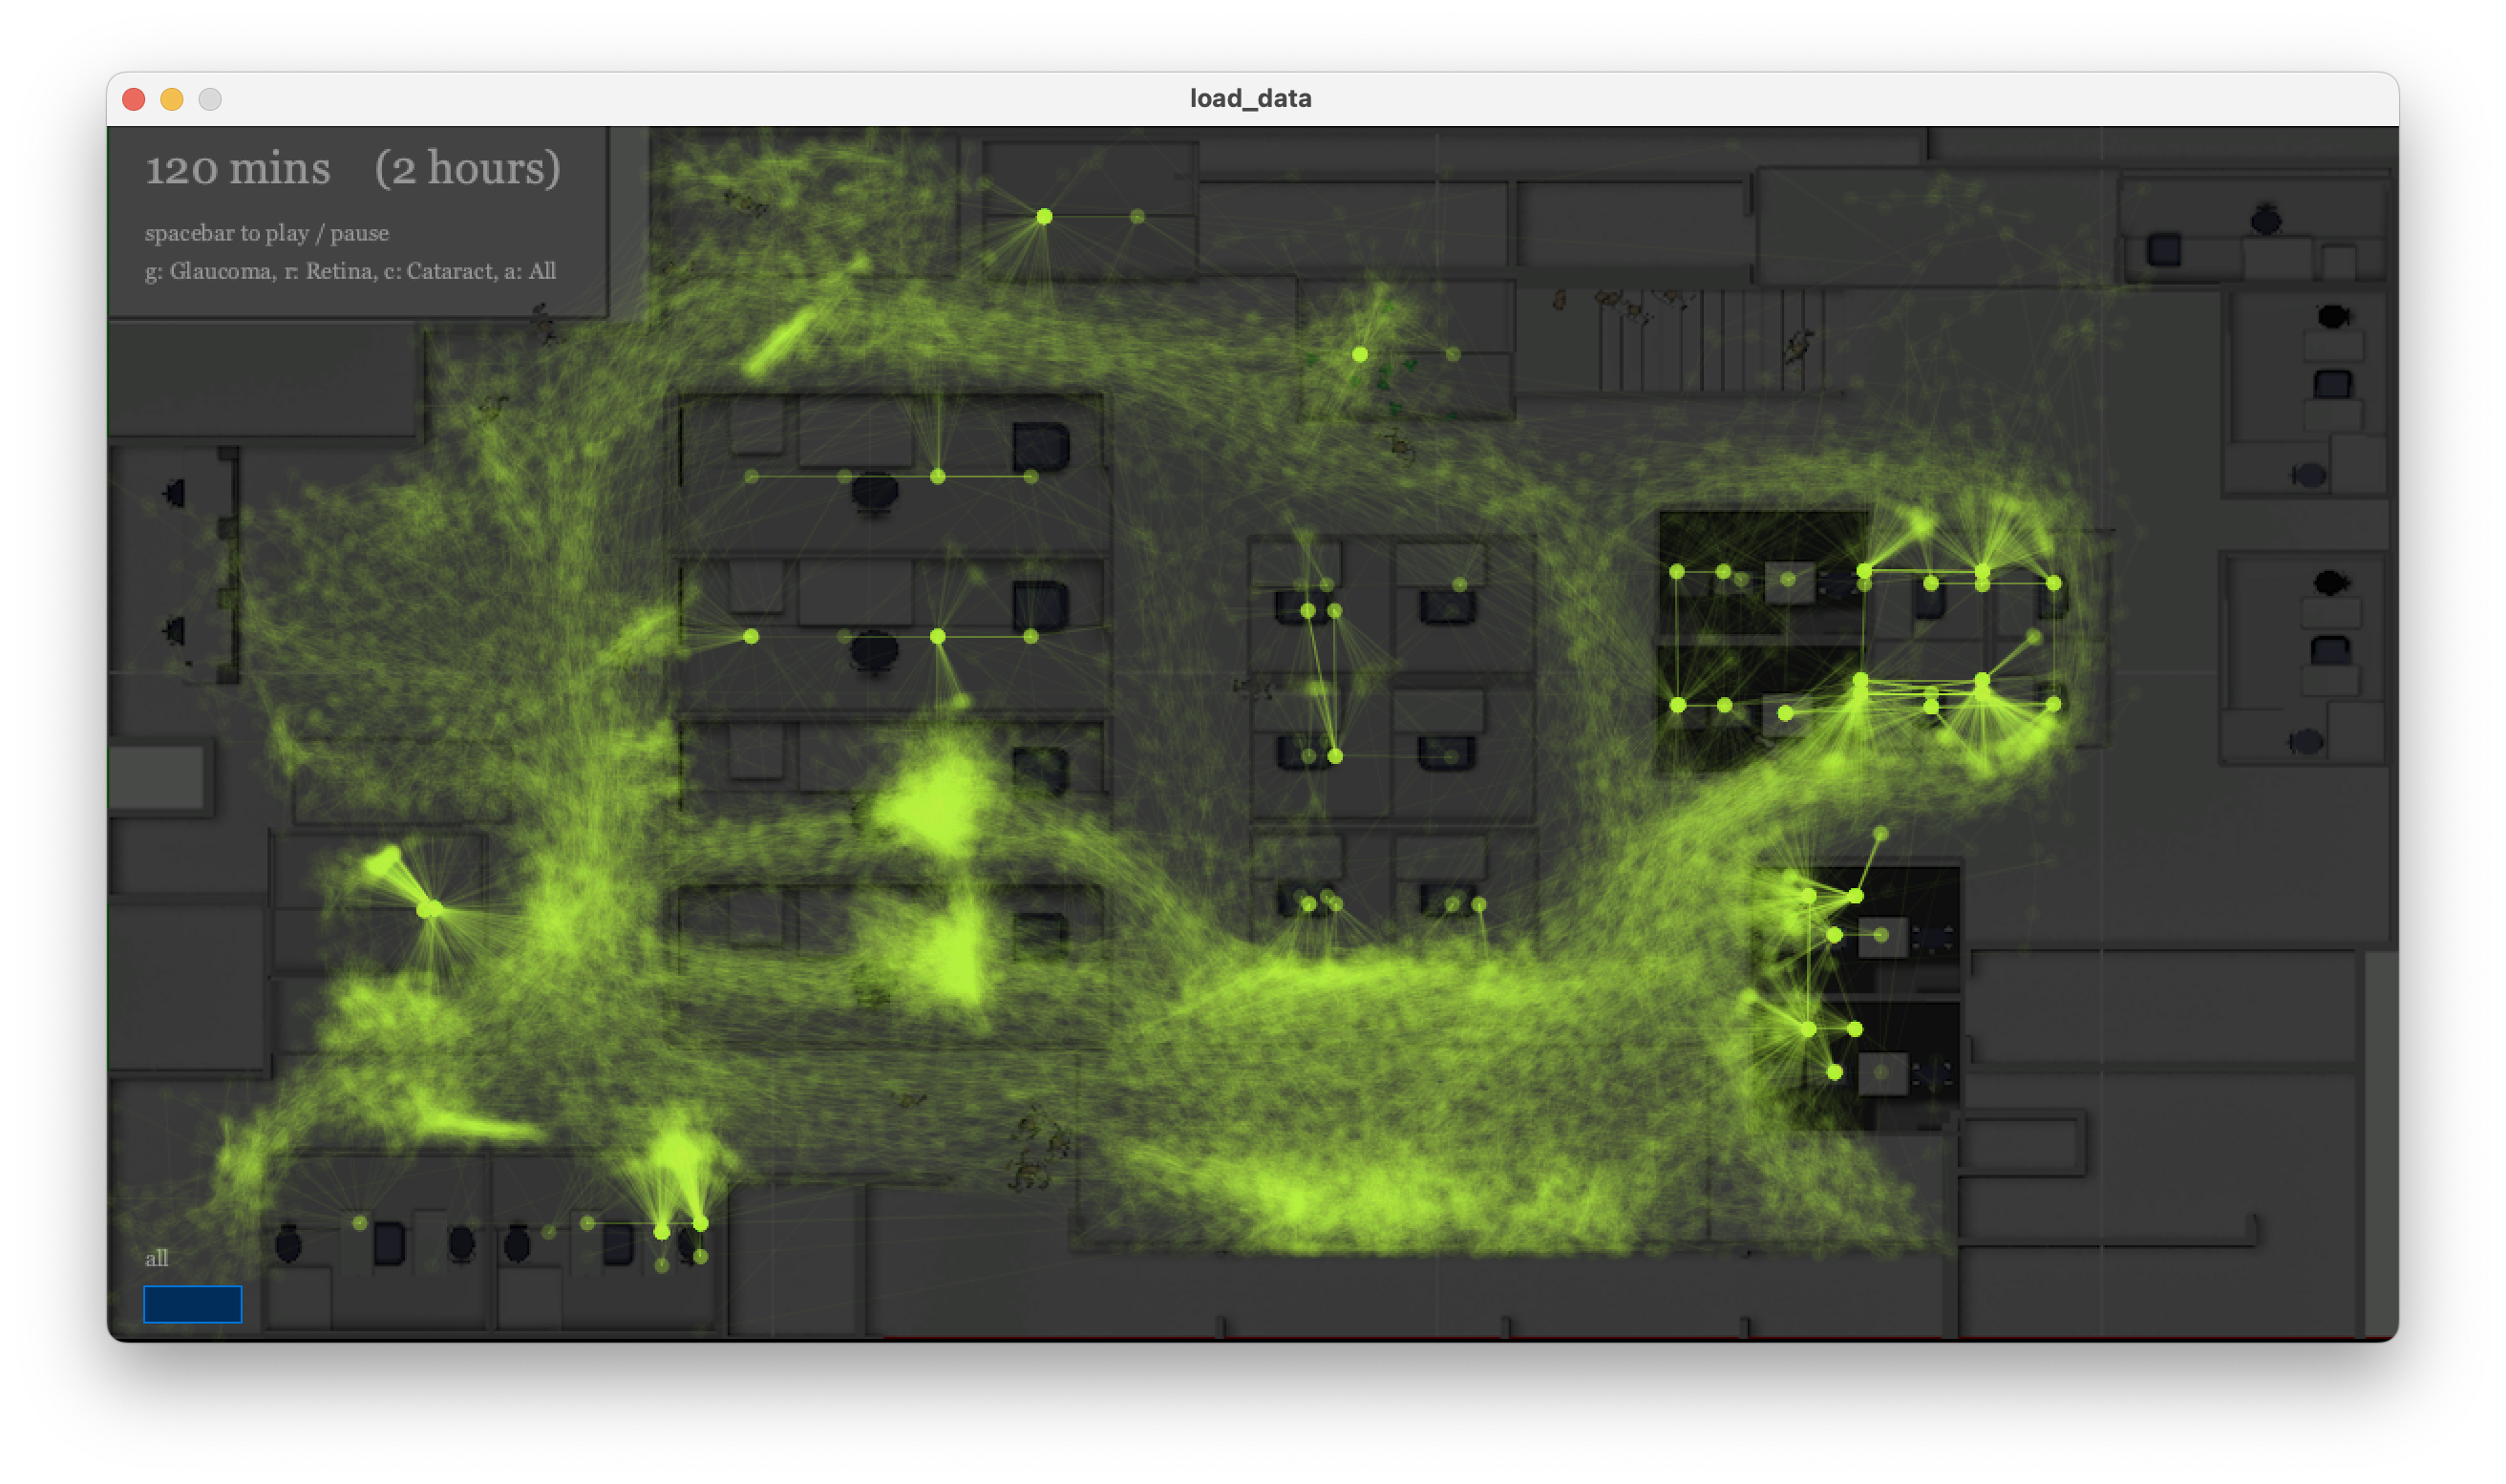 load_data
120 mins (2 hours)
spacebar to play / pause
g: Glaucoma, r: Retina, c: Cataract, a: All
all